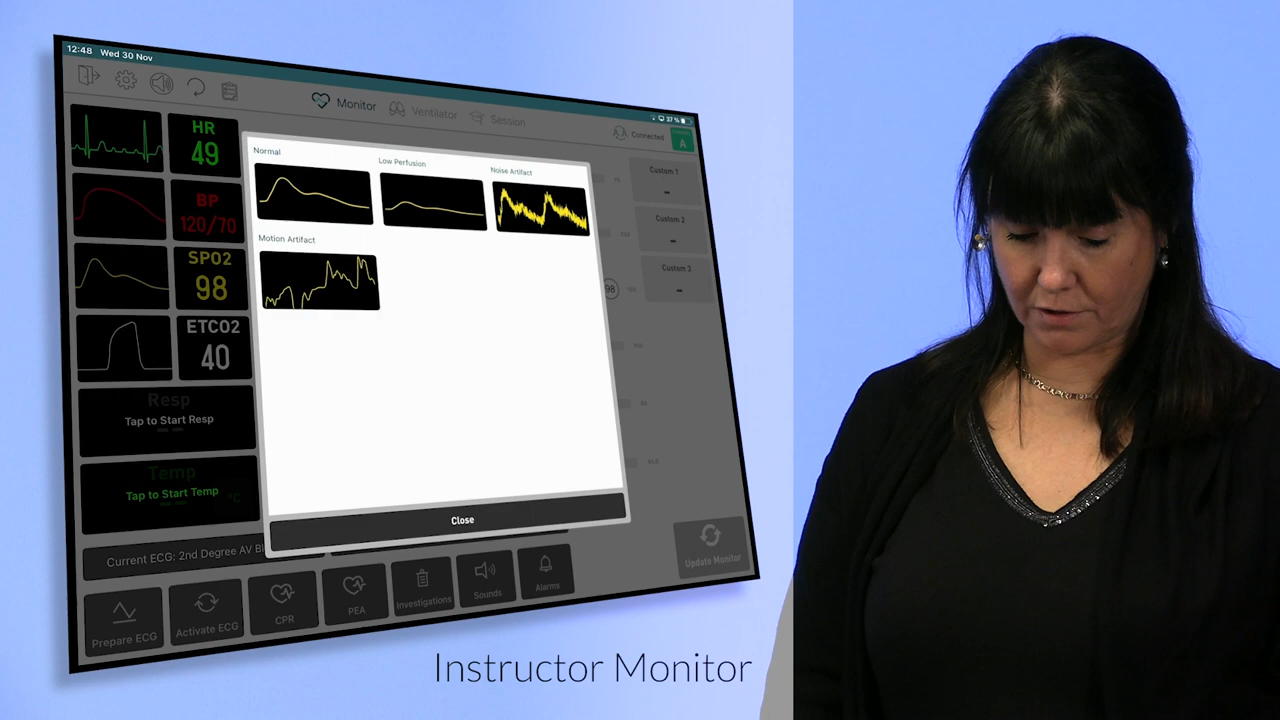 12:48 Wed 30 Nov
37 %
Monitor
Ventilator
Session
Connected
A
HR
49
BP
120/70
SPO2
98
ETCO2
40
Resp
Tap to Start Resp
Temp
Tap to Start Temp
°C
Normal
Low Perfusion
Noise Artifact
Motion Artifact
Close
98
Custom 1
Custom 2
Custom 3
Current ECG: 2nd Degree AV Bl
Update Monitor
Prepare ECG
Activate ECG
CPR
PEA
Investigations
Sounds
Alarms
Instructor Monitor